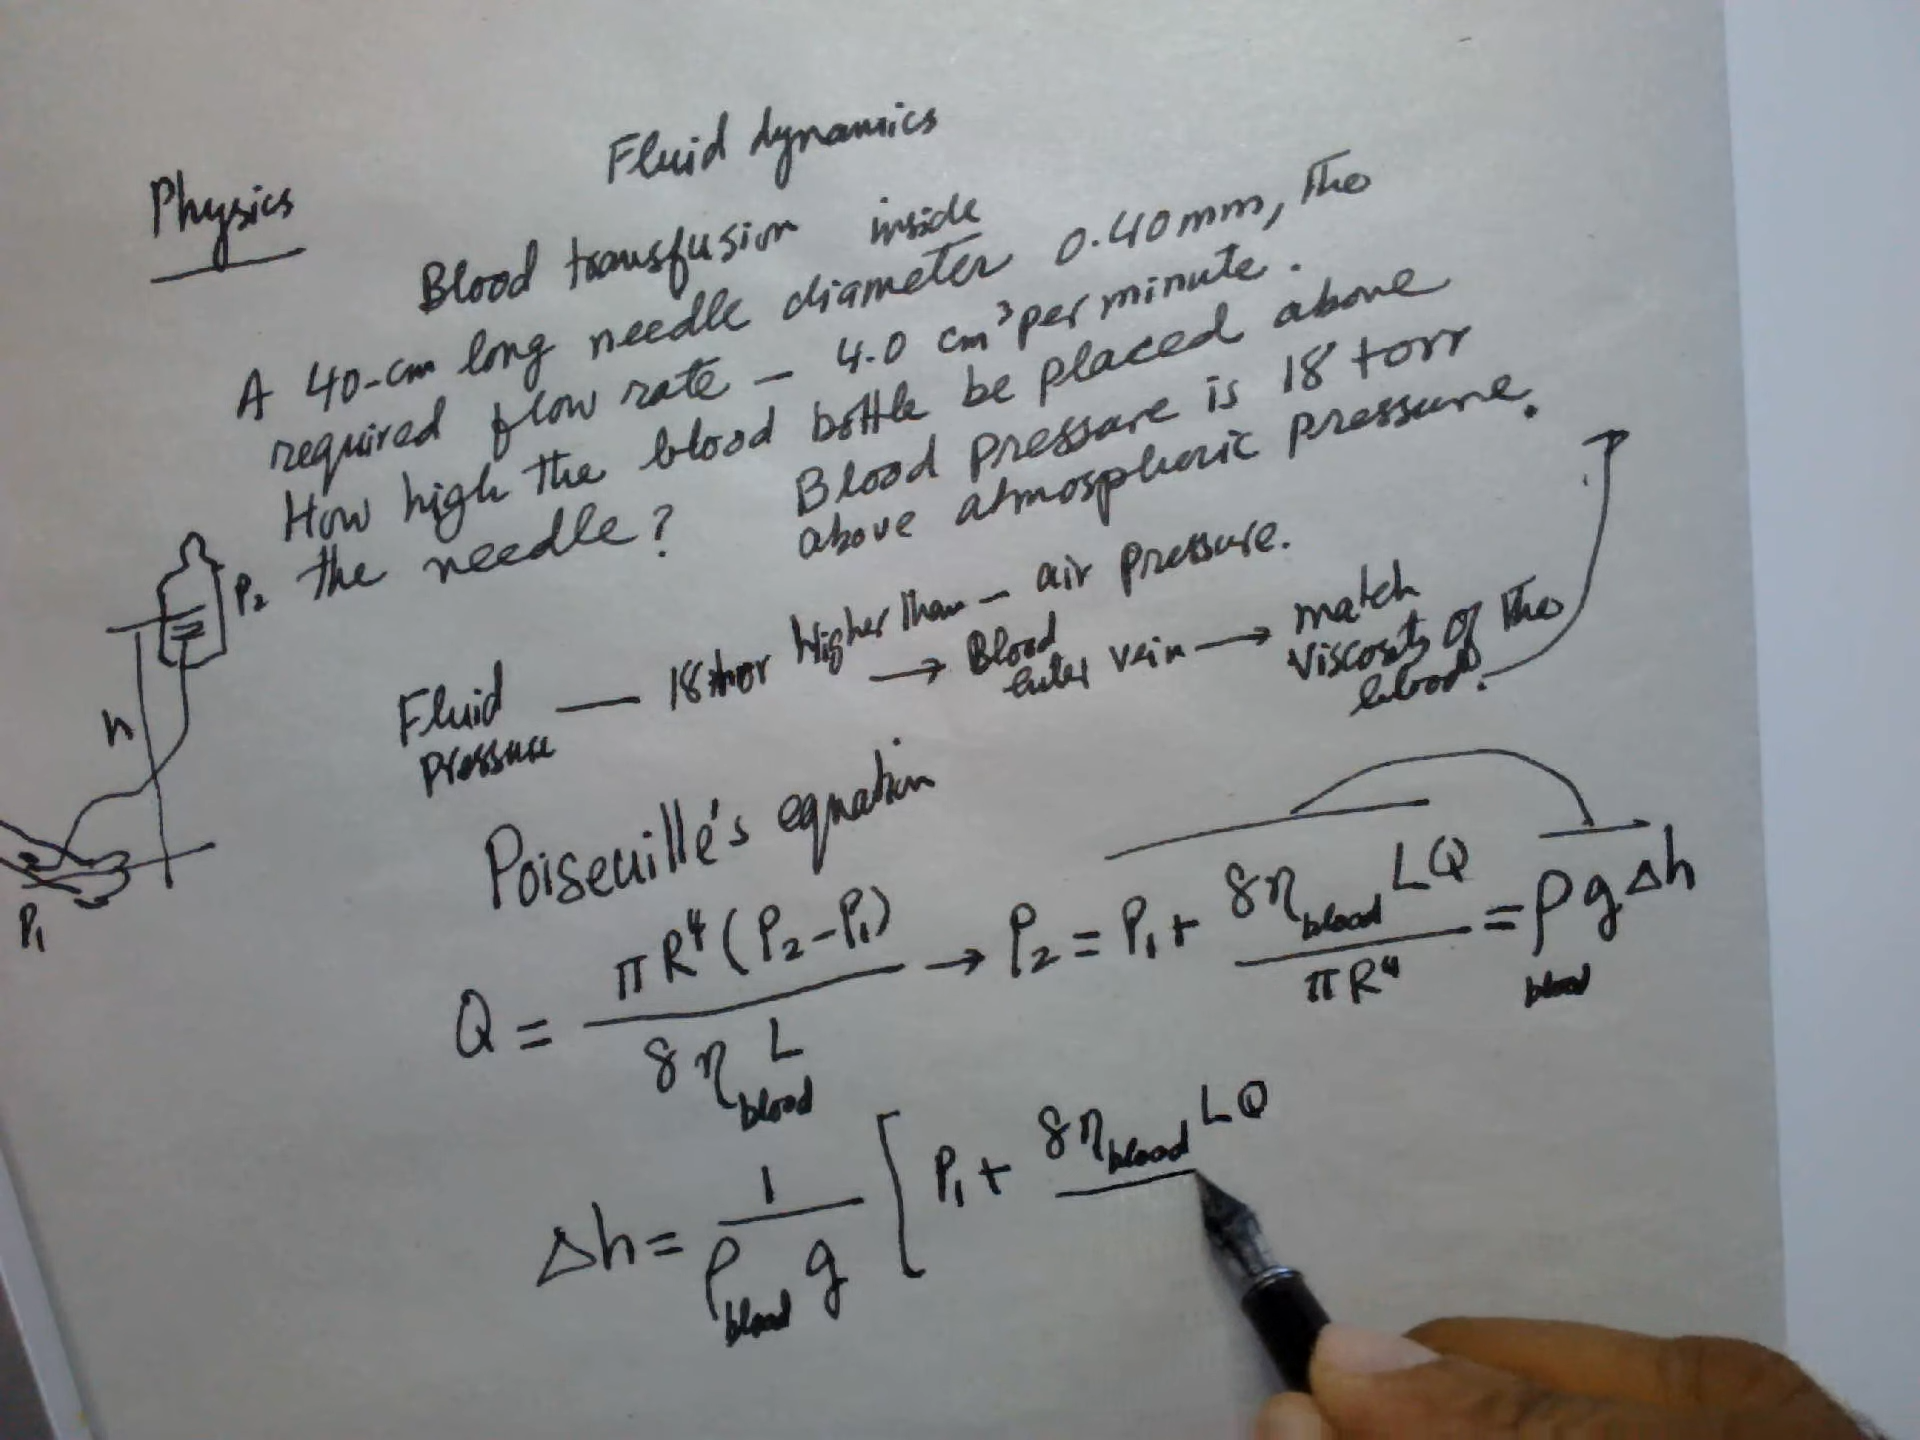 Physics
Fluid dynamics
Blood transfusion inside
A 40-cm long needle diameter 0.40mm, the
required flow rate — 4.0 cm³ per minute.
How high the blood bottle be placed above
the needle? Blood pressure is 18 torr
above atmospheric pressure.
P₂
h
P₁
Fluid pressure — 18 torr higher than — air pressure.
→ Blood enter vein → match viscosity of the blood.
Poiseuille's equation
Q = πR⁴(P₂-P₁) / 8η_blood L → P₂ = P₁ + 8η_blood LQ / πR⁴ = ρ_blood g Δh
Δh = 1 / ρ_blood g [ P₁ + 8η_blood LQ